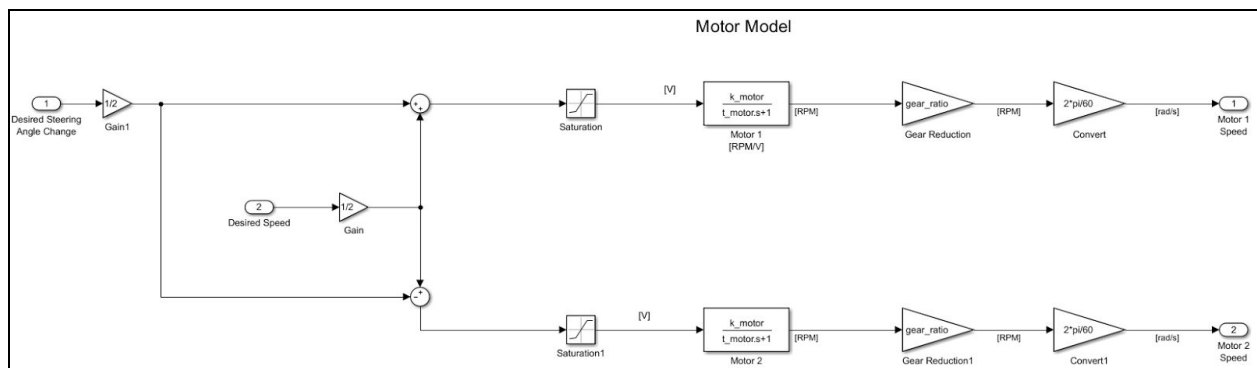 Motor Model
1
Desired Steering
Angle Change
1/2
Gain1
+
+
Saturation
[V]
k_motor
t_motor.s+1
Motor 1
[RPM/V]
[RPM]
gear_ratio
Gear Reduction
[RPM]
2*pi/60
Convert
[rad/s]
1
Motor 1
Speed
2
Desired Speed
1/2
Gain
+
−
Saturation1
[V]
k_motor
t_motor.s+1
Motor 2
[RPM]
gear_ratio
Gear Reduction1
[RPM]
2*pi/60
Convert1
[rad/s]
2
Motor 2
Speed